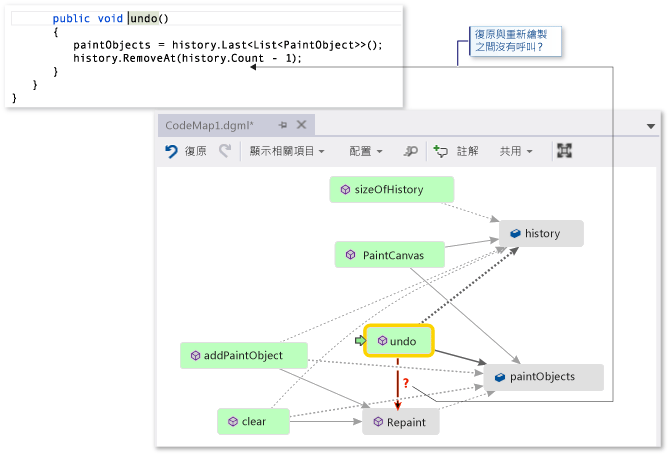 public void undo()
{
paintObjects = history.Last<List<PaintObject>>();
history.RemoveAt(history.Count - 1);
}
}
}
復原與重新繪製
之間沒有呼叫?
CodeMap1.dgml*
復原
顯示相關項目
配置
註解
共用
sizeOfHistory
history
PaintCanvas
undo
addPaintObject
paintObjects
?
clear
Repaint